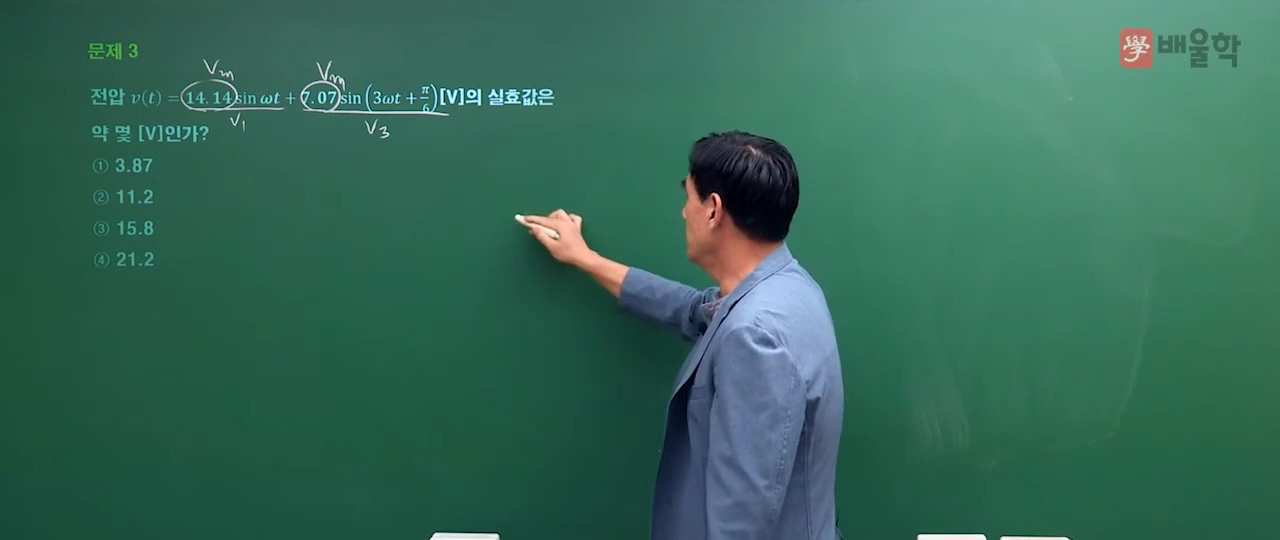 문제 3
學 배울학
Vm Vm
전압 v(t) = 14.14 sin ωt + 7.07 sin (3ωt + π/6) [V]의 실효값은
V1 V3
약 몇 [V]인가?
① 3.87
② 11.2
③ 15.8
④ 21.2